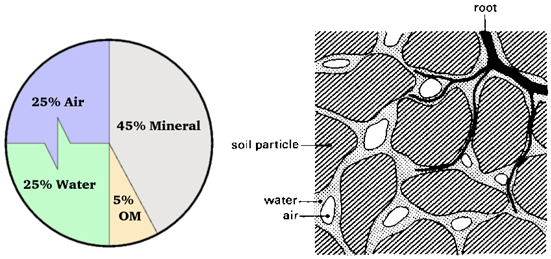 25% Air
45% Mineral
25% Water
5%
OM
root
soil particle
water
air